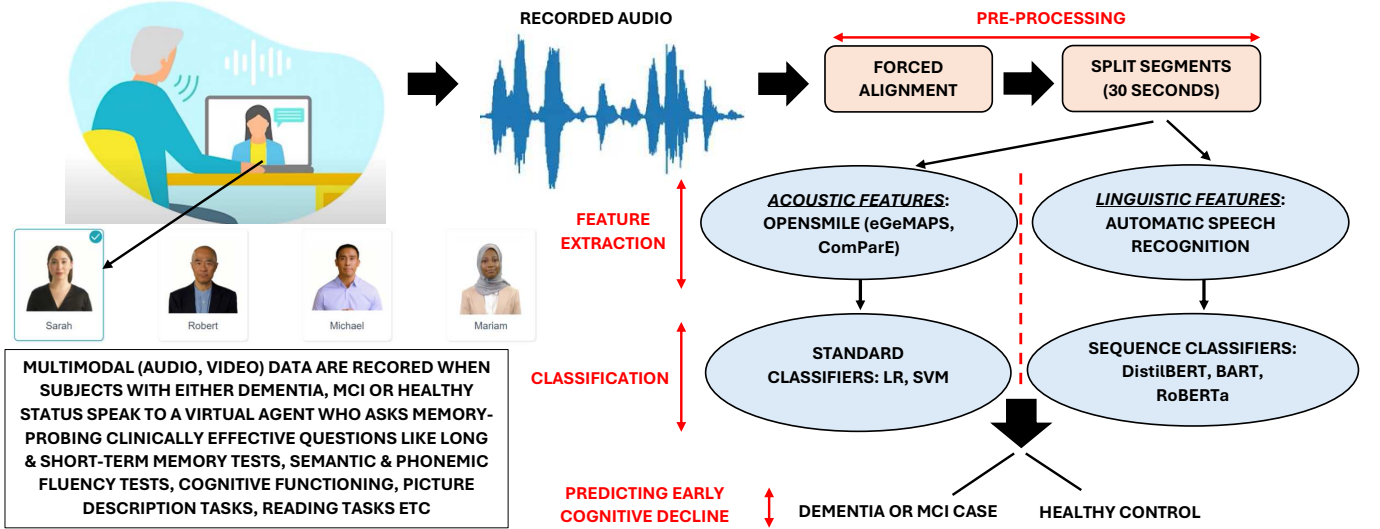 RECORDED AUDIO
PRE-PROCESSING
FORCED
ALIGNMENT
SPLIT SEGMENTS
(30 SECONDS)
FEATURE
EXTRACTION
ACOUSTIC FEATURES:
OPENSMILE (eGeMAPS,
ComParE)
LINGUISTIC FEATURES:
AUTOMATIC SPEECH
RECOGNITION
Sarah
Robert
Michael
Mariam
MULTIMODAL (AUDIO, VIDEO) DATA ARE RECORED WHEN
SUBJECTS WITH EITHER DEMENTIA, MCI OR HEALTHY
STATUS SPEAK TO A VIRTUAL AGENT WHO ASKS MEMORY-
PROBING CLINICALLY EFFECTIVE QUESTIONS LIKE LONG
& SHORT-TERM MEMORY TESTS, SEMANTIC & PHONEMIC
FLUENCY TESTS, COGNITIVE FUNCTIONING, PICTURE
DESCRIPTION TASKS, READING TASKS ETC
CLASSIFICATION
STANDARD
CLASSIFIERS: LR, SVM
SEQUENCE CLASSIFIERS:
DistilBERT, BART,
RoBERTa
PREDICTING EARLY
COGNITIVE DECLINE
DEMENTIA OR MCI CASE
HEALTHY CONTROL